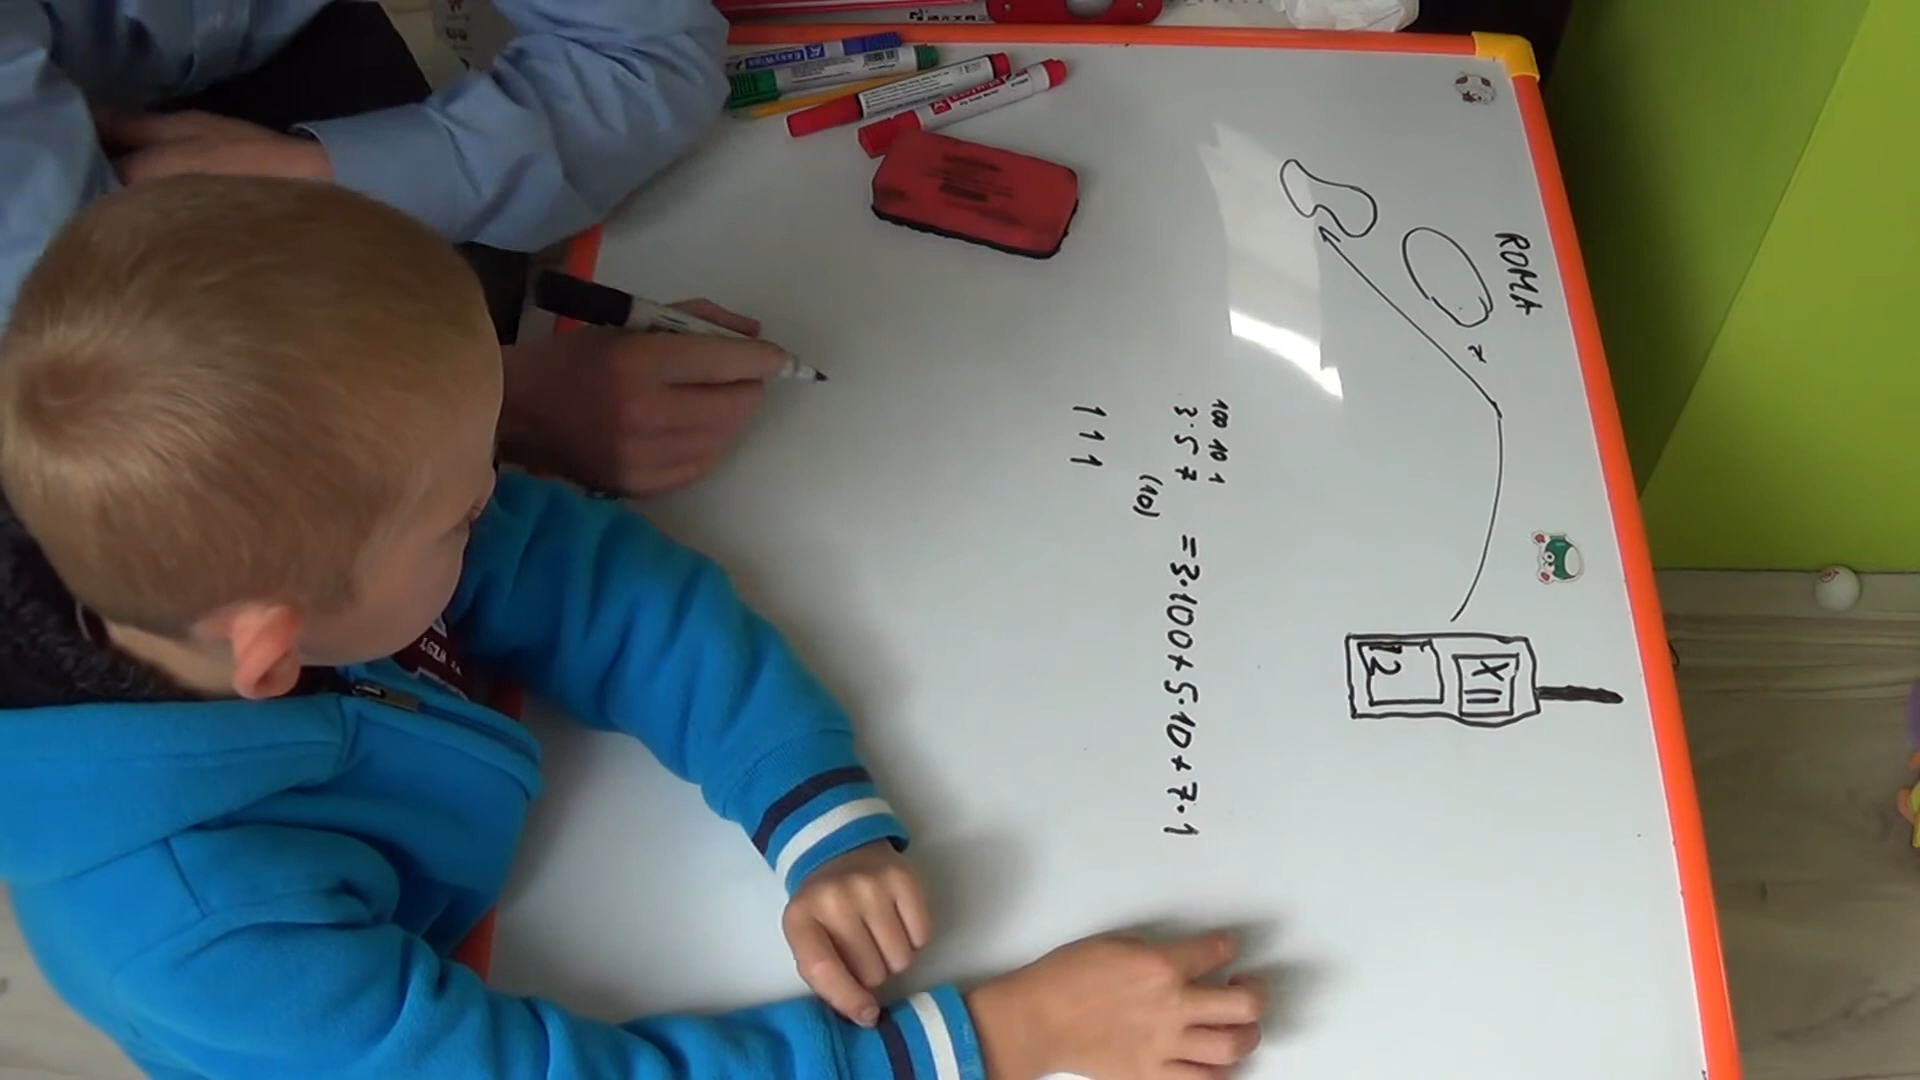 ROMA
XII
12
100 10 1
3·5 7 = 3·100 + 5·10 + 7·1
(10)
1 1 1